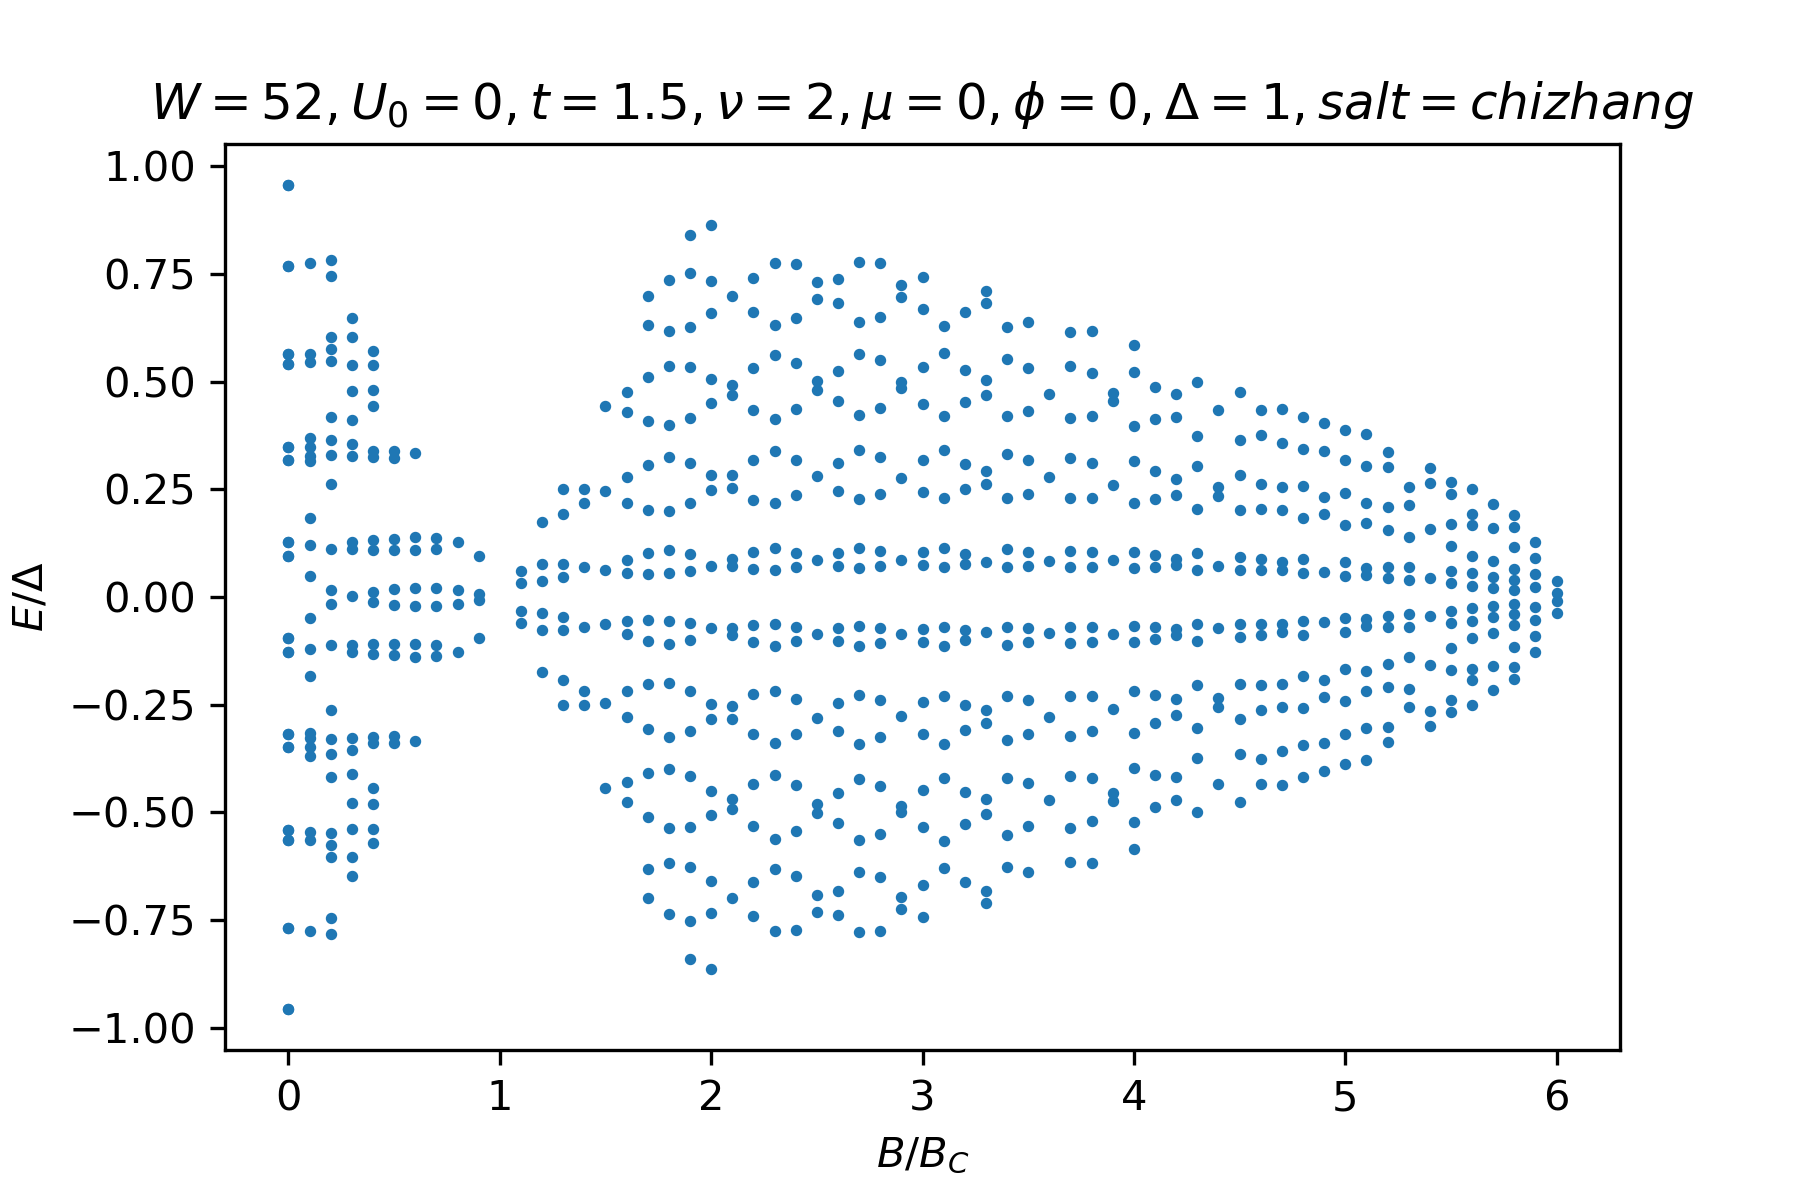 W = 52, U₀ = 0, t = 1.5, ν = 2, μ = 0, ϕ = 0, Δ = 1, salt = chizhang
1.00
0.75
0.50
0.25
0.00
−0.25
−0.50
−0.75
−1.00
E/Δ
0 1 2 3 4 5 6
B/B_C